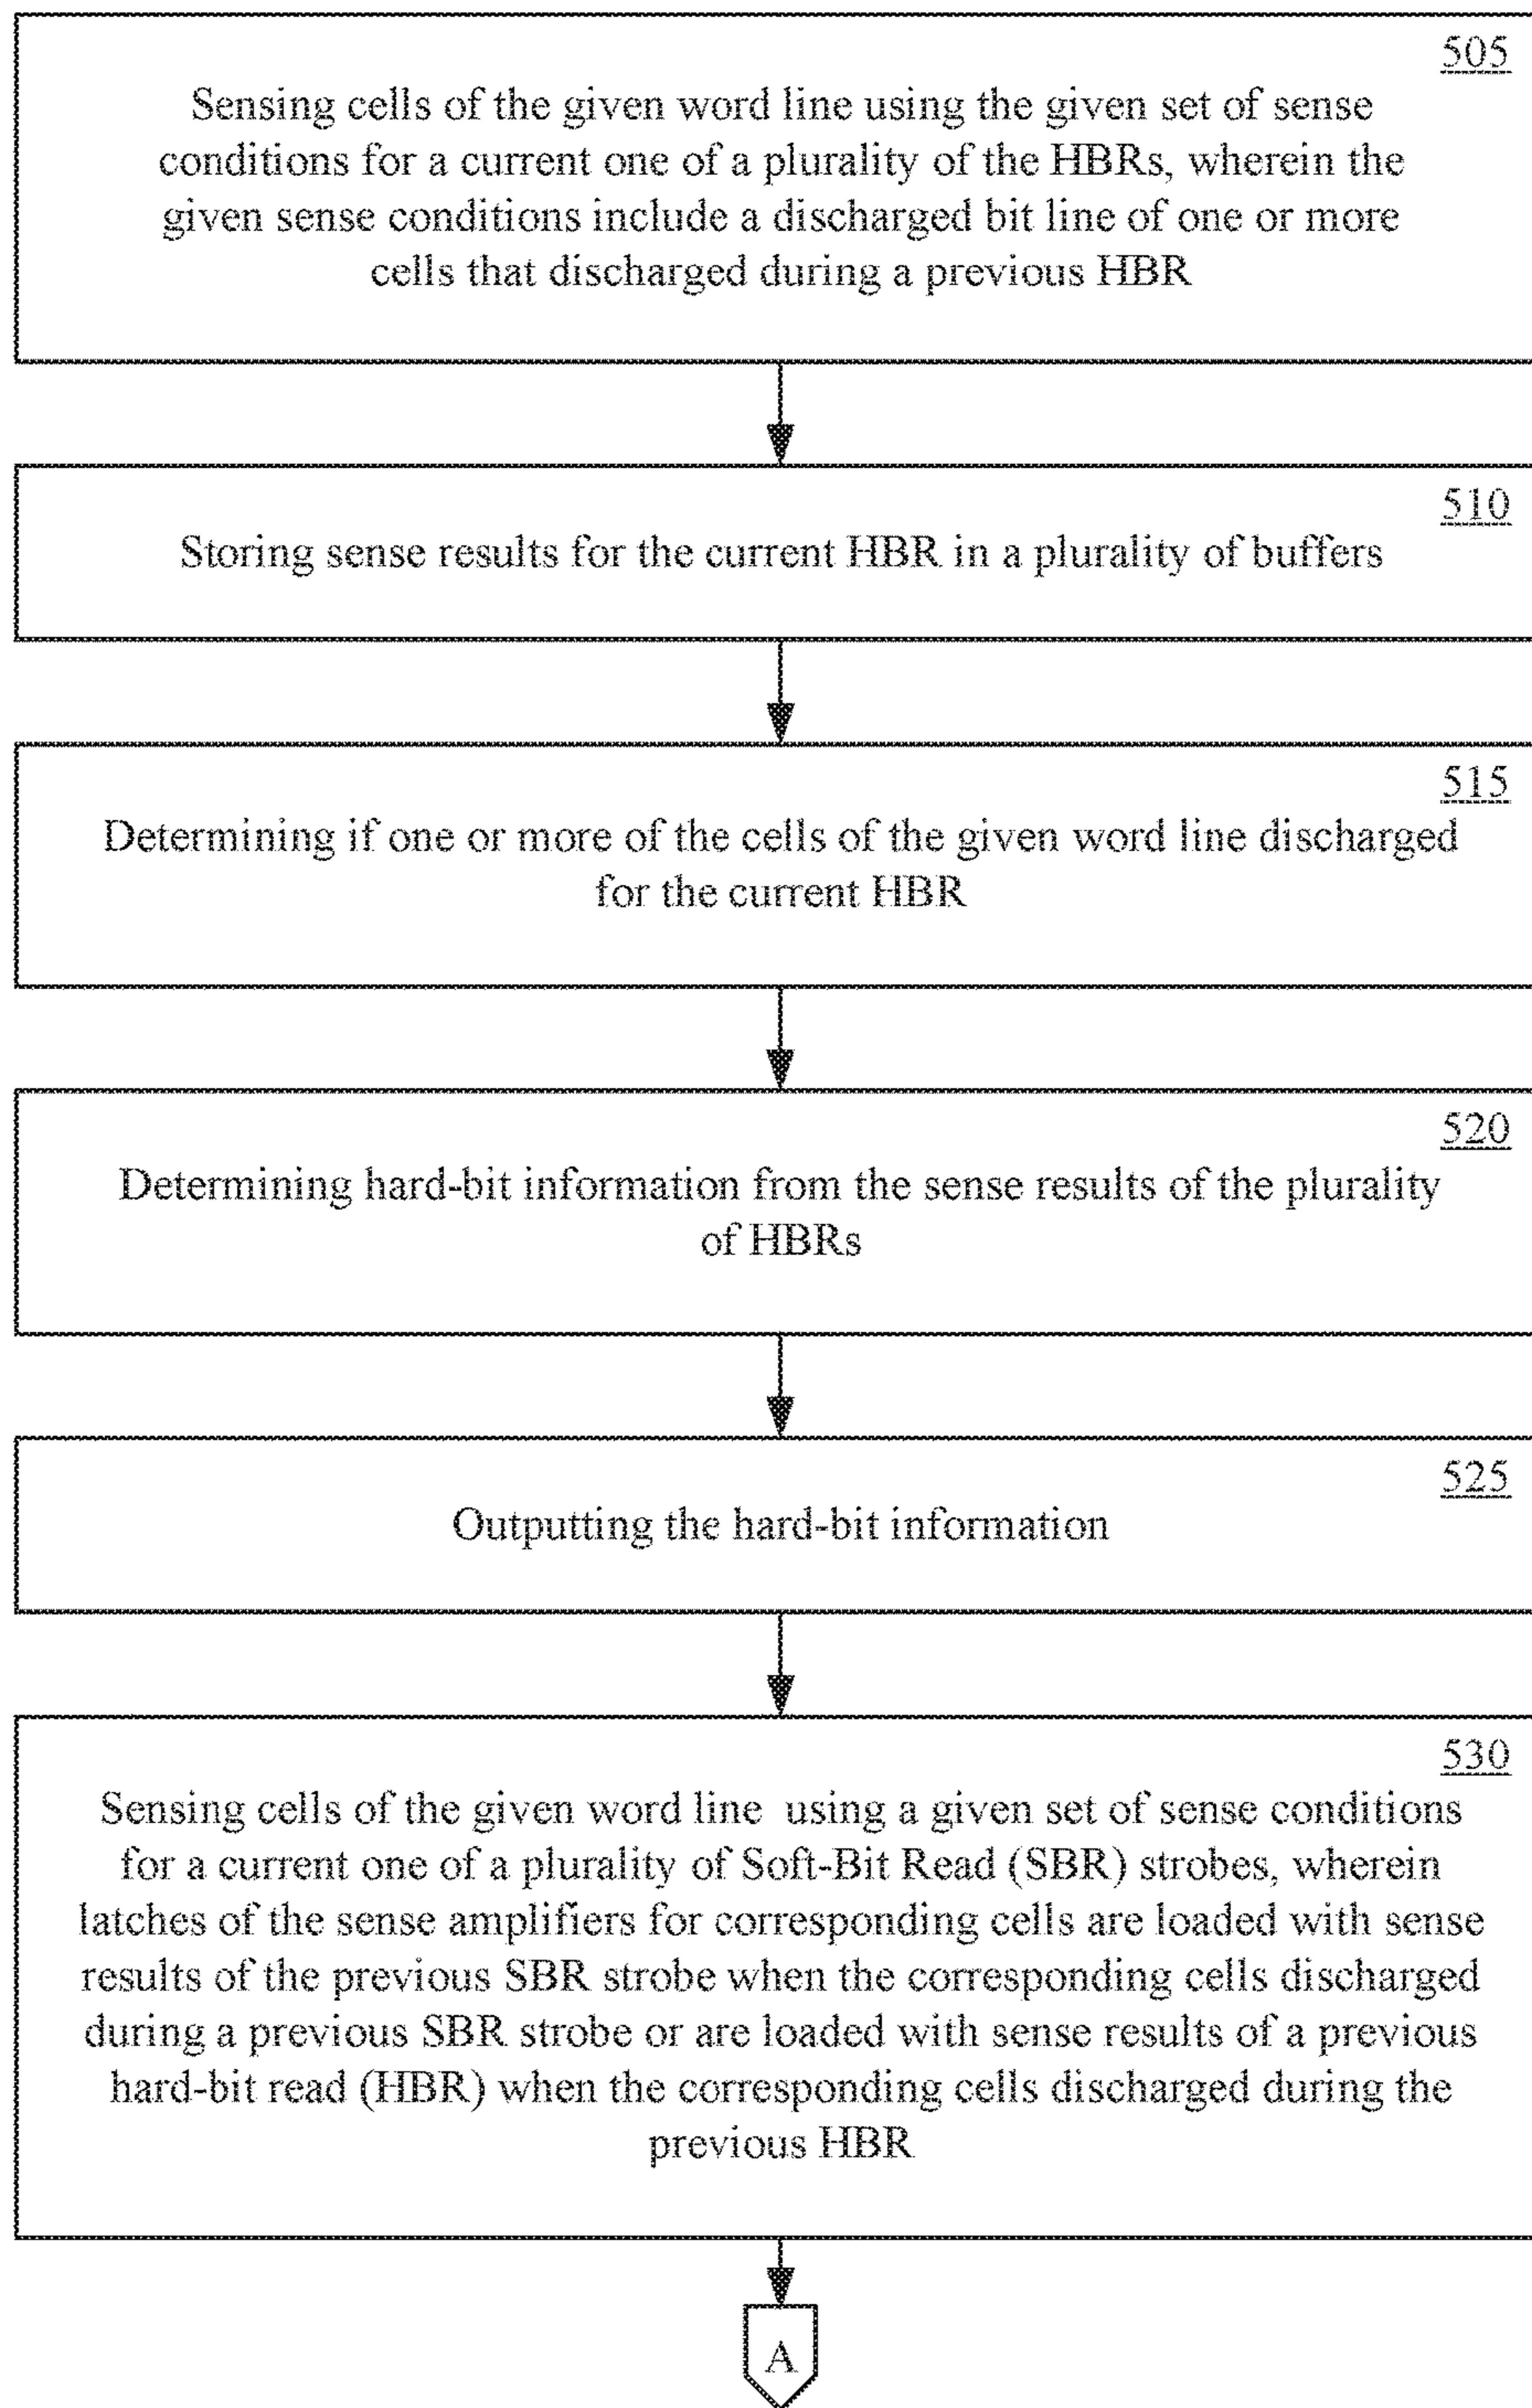 505
Sensing cells of the given word line using the given set of sense
conditions for a current one of a plurality of the HBRs, wherein the
given sense conditions include a discharged bit line of one or more
cells that discharged during a previous HBR
510
Storing sense results for the current HBR in a plurality of buffers
515
Determining if one or more of the cells of the given word line discharged
for the current HBR
520
Determining hard-bit information from the sense results of the plurality
of HBRs
525
Outputting the hard-bit information
530
Sensing cells of the given word line using a given set of sense conditions
for a current one of a plurality of Soft-Bit Read (SBR) strobes, wherein
latches of the sense amplifiers for corresponding cells are loaded with sense
results of the previous SBR strobe when the corresponding cells discharged
during a previous SBR strobe or are loaded with sense results of a previous
hard-bit read (HBR) when the corresponding cells discharged during the
previous HBR
A